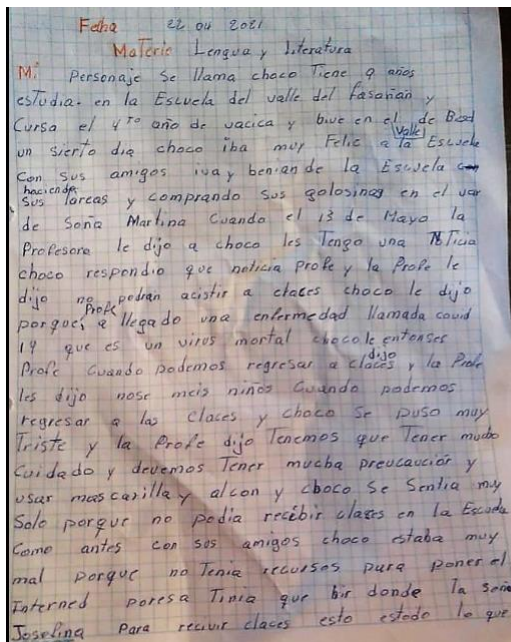 Fecha 22 04 2021
Materia Lengua y Literatura
Mi Personaje Se llama choco Tiene 9 años
esTudia. en la Escuela del valle del fasañan y
Cursa el 4To año de vacica y bive en el valle de
un sierto dia choco iba muy Felic a la Escuela
Con Sus amigos iva y benian de la Escuela
haciendo Sus Tareas y comprando Sus golosinas en el var
de Soña Martina Cuando el 13 de Mayo la
Profesora le dijo a choco les Tengo una NoTicia
choco respondio que noticia profe y la Profe le
dijo no podran acistir a claces choco le dijo
porque Profe, a llegado una enfermedad llamada covid
19 que es un virus mortal choco le dijo entonses
Profe Cuando podemos regresar a claces y la Profe
les dijo nose meis niños Cuando podemos
regresar a las Claces y choco Se puso muy
Triste y la Profe dijo Tenemos que Tener mucho
Cuidado y devemos Tener mucha preucaución y
usar mascarilla y alcon y choco Se Sentia muy
Solo porque no podia recibir clases en la Escuela
Como antes con sus amigos choco estaba muy
mal porque no Tenia recursos para poner el
Interned poresa Tinia que bir donde la Seño
Josefina Para recivir claces esto estodo lo que